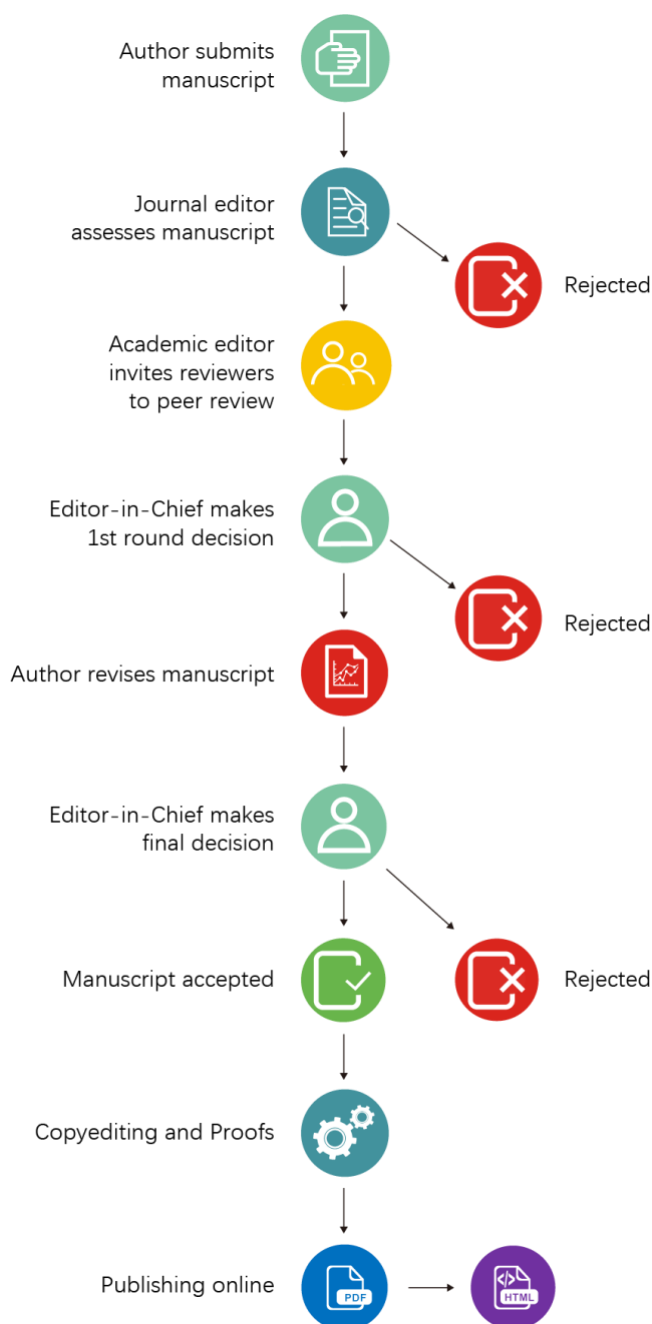 Author submits
manuscript
Journal editor
assesses manuscript
Rejected
Academic editor
invites reviewers
to peer review
Editor-in-Chief makes
1st round decision
Rejected
Author revises manuscript
Editor-in-Chief makes
final decision
Manuscript accepted
Rejected
Copyediting and Proofs
Publishing online
PDF
</> HTML